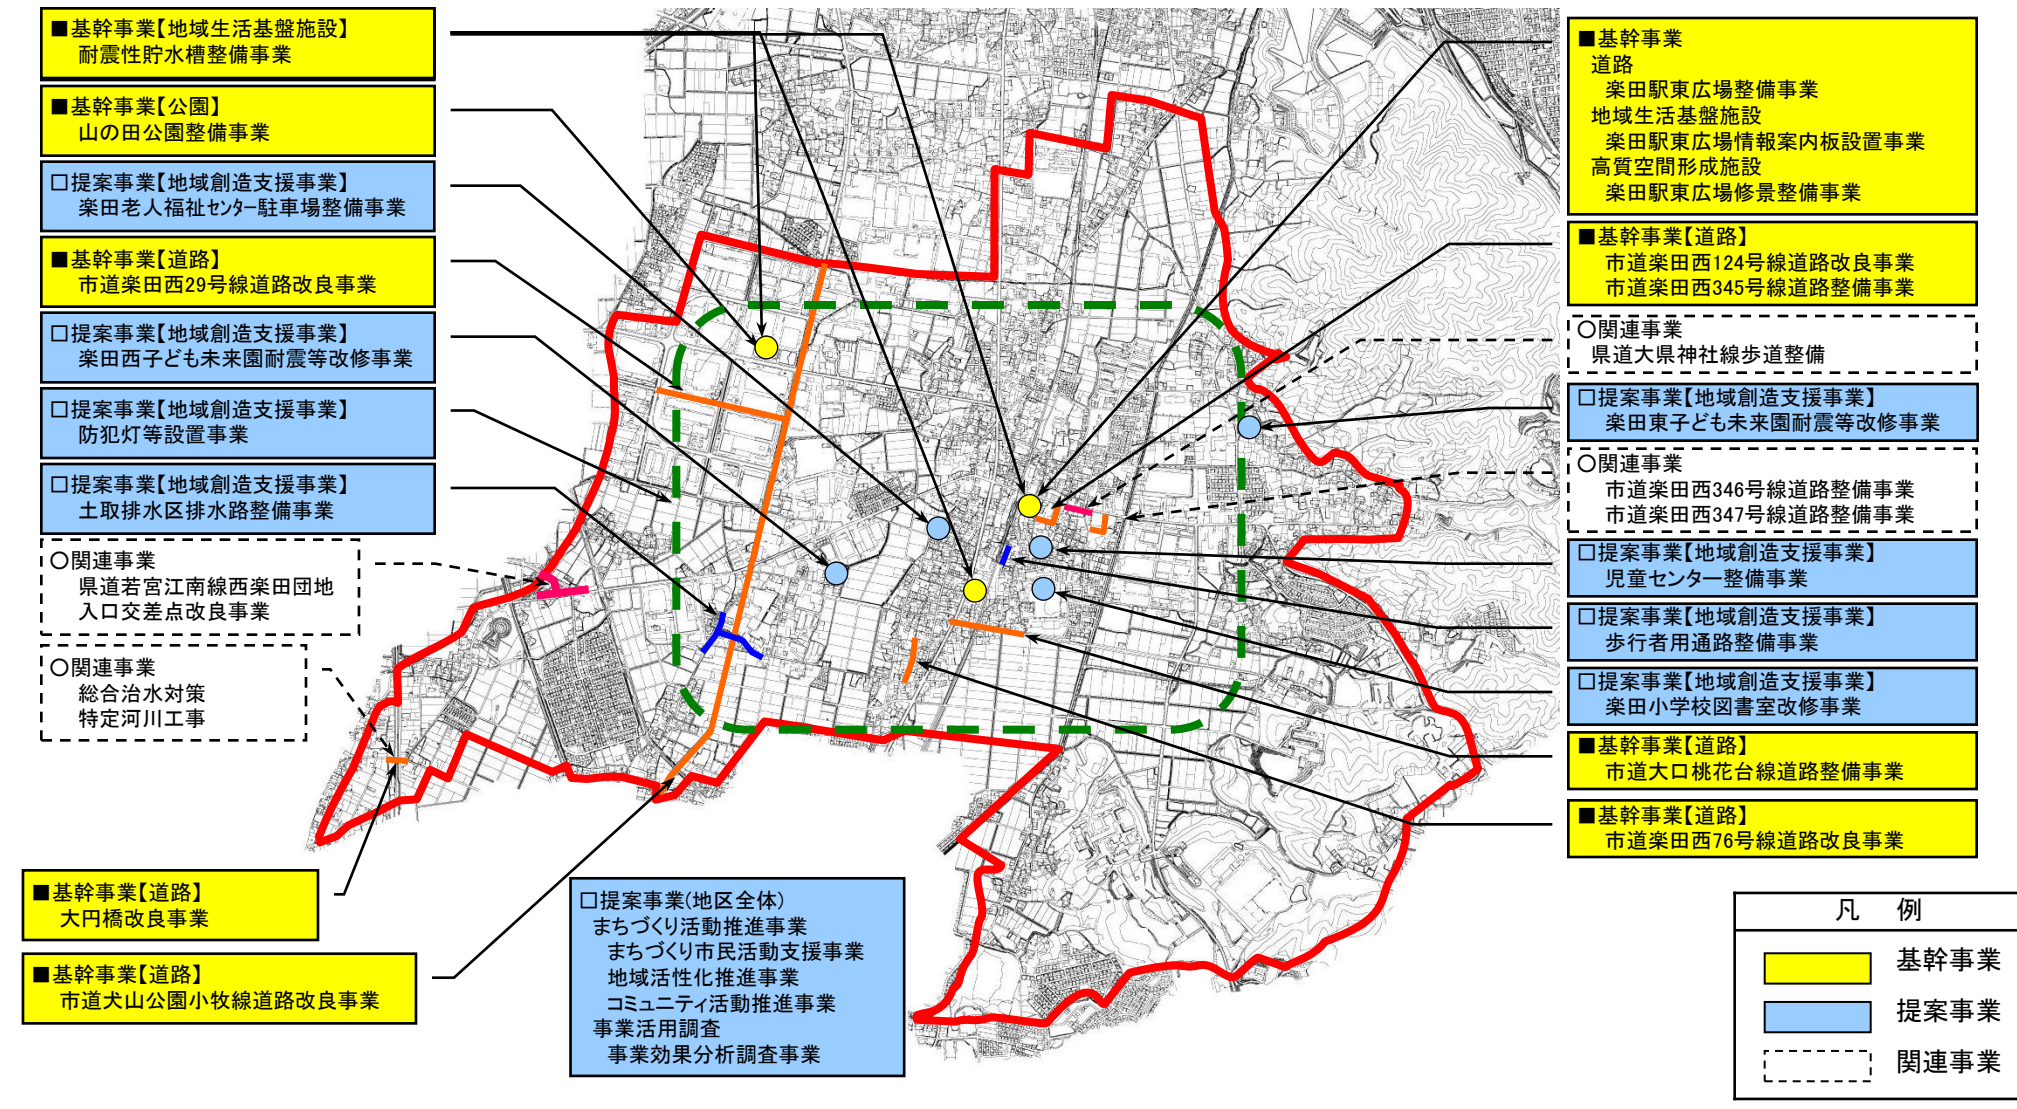 ■基幹事業【地域生活基盤施設】
耐震性貯水槽整備事業
■基幹事業【公園】
山の田公園整備事業
□提案事業【地域創造支援事業】
楽田老人福祉センター駐車場整備事業
■基幹事業【道路】
市道楽田西29号線道路改良事業
□提案事業【地域創造支援事業】
楽田西子ども未来園耐震等改修事業
□提案事業【地域創造支援事業】
防犯灯等設置事業
□提案事業【地域創造支援事業】
土取排水区排水路整備事業
○関連事業
県道若宮江南線西楽田団地
入口交差点改良事業
○関連事業
総合治水対策
特定河川工事
■基幹事業【道路】
大円橋改良事業
■基幹事業【道路】
市道犬山公園小牧線道路改良事業
□提案事業(地区全体)
まちづくり活動推進事業
まちづくり市民活動支援事業
地域活性化推進事業
コミュニティ活動推進事業
事業活用調査
事業効果分析調査事業
■基幹事業
道路
楽田駅東広場整備事業
地域生活基盤施設
楽田駅東広場情報案内板設置事業
高質空間形成施設
楽田駅東広場修景整備事業
■基幹事業【道路】
市道楽田西124号線道路改良事業
市道楽田西345号線道路整備事業
○関連事業
県道大県神社線歩道整備
□提案事業【地域創造支援事業】
楽田東子ども未来園耐震等改修事業
○関連事業
市道楽田西346号線道路整備事業
市道楽田西347号線道路整備事業
□提案事業【地域創造支援事業】
児童センター整備事業
□提案事業【地域創造支援事業】
歩行者用通路整備事業
□提案事業【地域創造支援事業】
楽田小学校図書室改修事業
■基幹事業【道路】
市道大口桃花台線道路整備事業
■基幹事業【道路】
市道楽田西76号線道路改良事業
凡 例
基幹事業
提案事業
関連事業